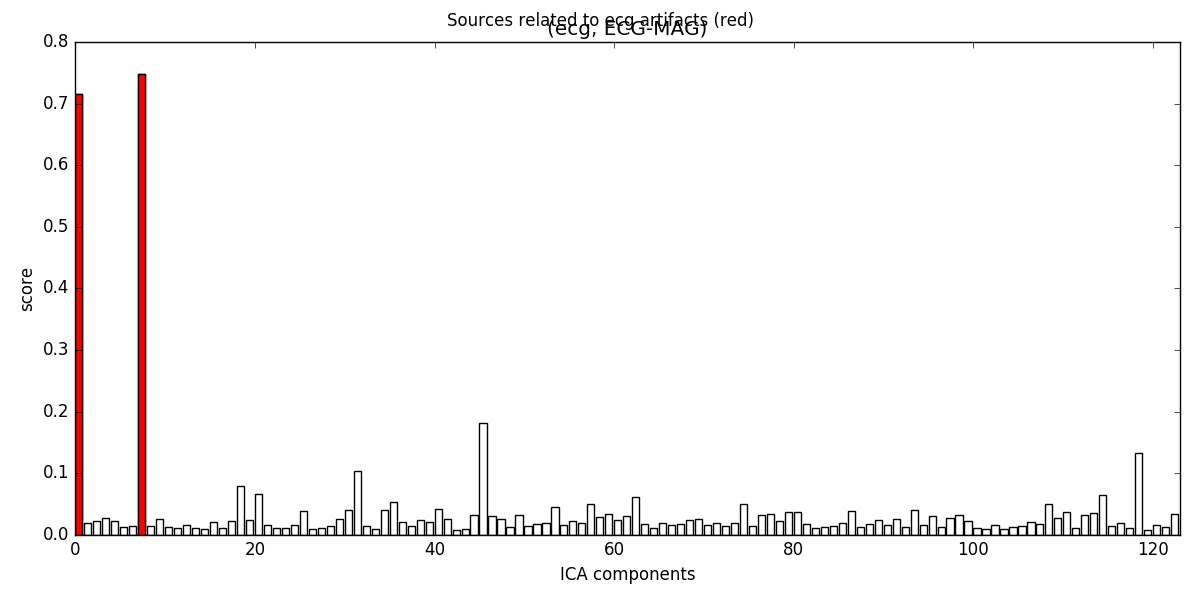 Sources related to ecg artifacts (red)
(ecg, ECG-MAG)
0.8
0.7
0.6
0.5
0.4
0.3
0.2
0.1
0.0
score
0 20 40 60 80 100 120
ICA components